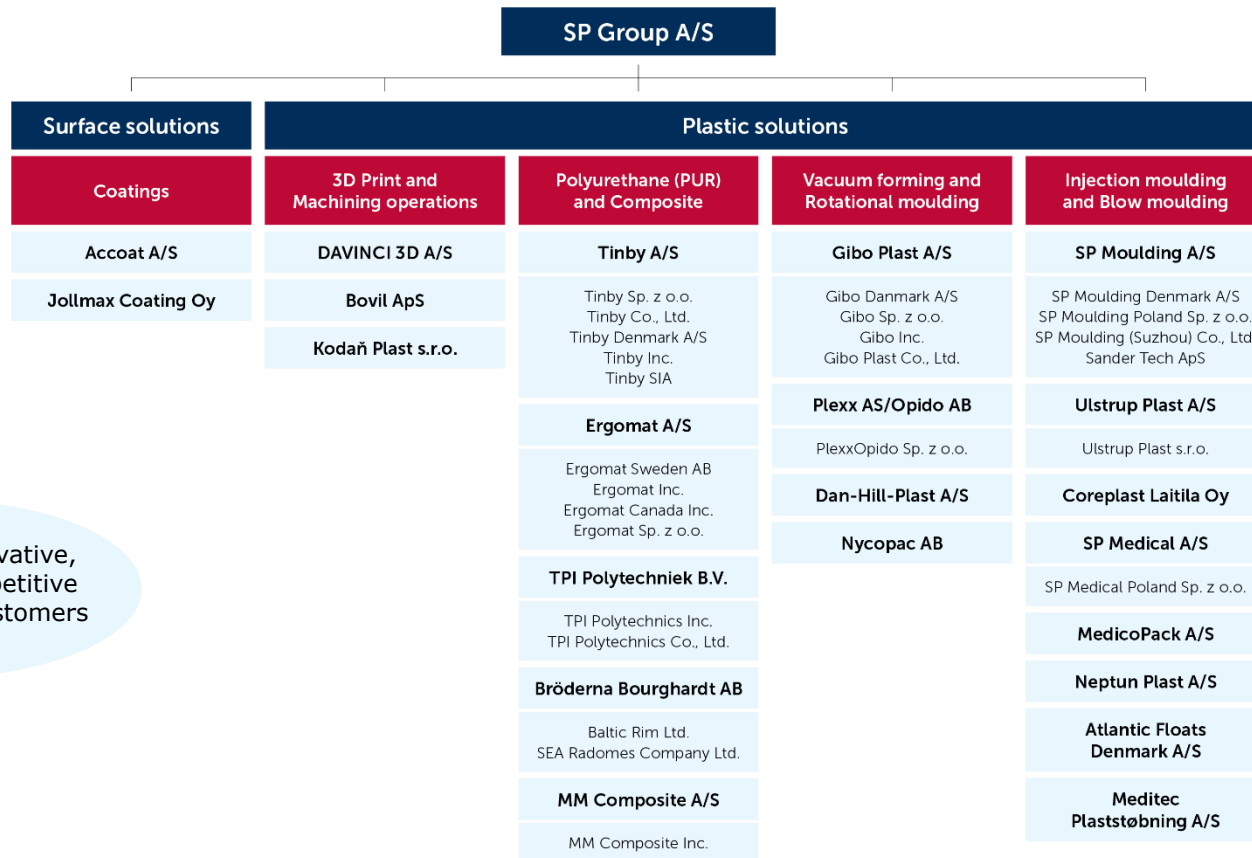 SP Group A/S
Surface solutions
Plastic solutions
Coatings
Accoat A/S
Jollmax Coating Oy
3D Print and
Machining operations
DAVINCI 3D A/S
Bovil ApS
Kodaň Plast s.r.o.
Polyurethane (PUR)
and Composite
Tinby A/S
Tinby Sp. z o.o.
Tinby Co., Ltd.
Tinby Denmark A/S
Tinby Inc.
Tinby SIA
Ergomat A/S
Ergomat Sweden AB
Ergomat Inc.
Ergomat Canada Inc.
Ergomat Sp. z o.o.
TPI Polytechniek B.V.
TPI Polytechnics Inc.
TPI Polytechnics Co., Ltd.
Bröderna Bourghardt AB
Baltic Rim Ltd.
SEA Radomes Company Ltd.
MM Composite A/S
MM Composite Inc.
Vacuum forming and
Rotational moulding
Gibo Plast A/S
Gibo Danmark A/S
Gibo Sp. z o.o.
Gibo Inc.
Gibo Plast Co., Ltd.
Plexx AS/Opido AB
PlexxOpido Sp. z o.o.
Dan-Hill-Plast A/S
Nycopac AB
Injection moulding
and Blow moulding
SP Moulding A/S
SP Moulding Denmark A/S
SP Moulding Poland Sp. z o.o.
SP Moulding (Suzhou) Co., Ltd
Sander Tech ApS
Ulstrup Plast A/S
Ulstrup Plast s.r.o.
Coreplast Laitila Oy
SP Medical A/S
SP Medical Poland Sp. z o.o.
MedicoPack A/S
Neptun Plast A/S
Atlantic Floats
Denmark A/S
Meditec
Plaststøbning A/S
vative,
petitive
stomers